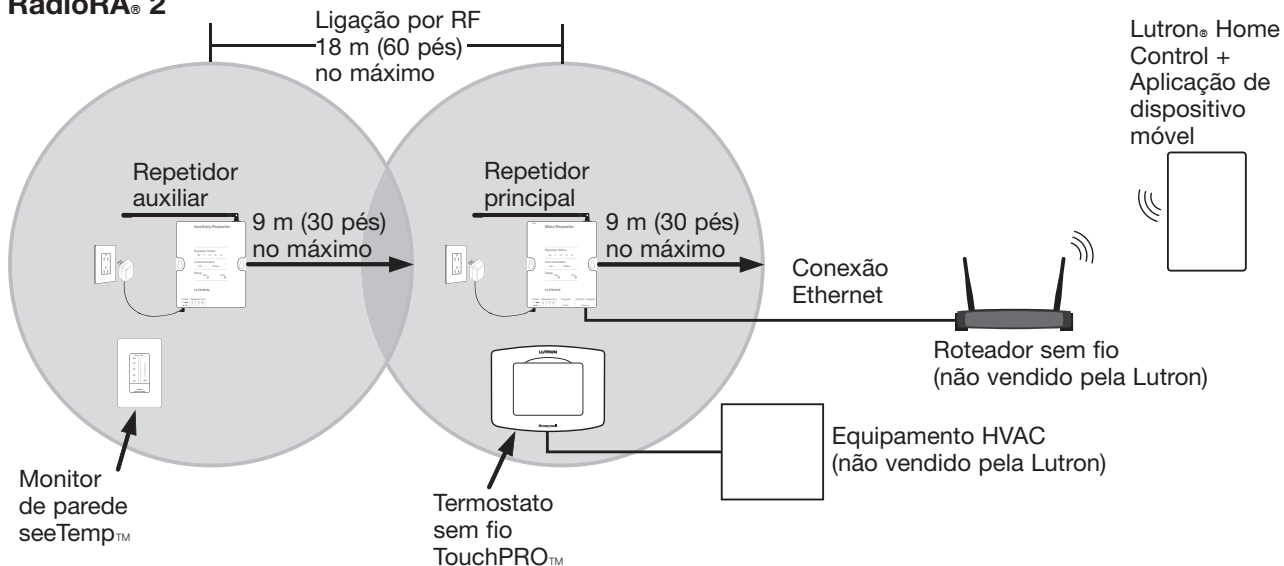 RadioRA® 2
Ligação por RF
18 m (60 pés)
no máximo
Lutron® Home
Control +
Aplicação de
dispositivo
móvel
Repetidor
auxiliar
Auxiliary Repeater
LUTRON
9 m (30 pés)
no máximo
Repetidor
principal
Main Repeater
LUTRON
9 m (30 pés)
no máximo
Conexão
Ethernet
Roteador sem fio
(não vendido pela Lutron)
LUTRON
Honeywell
Equipamento HVAC
(não vendido pela Lutron)
Monitor
de parede
seeTemp™
Termostato
sem fio
TouchPRO™